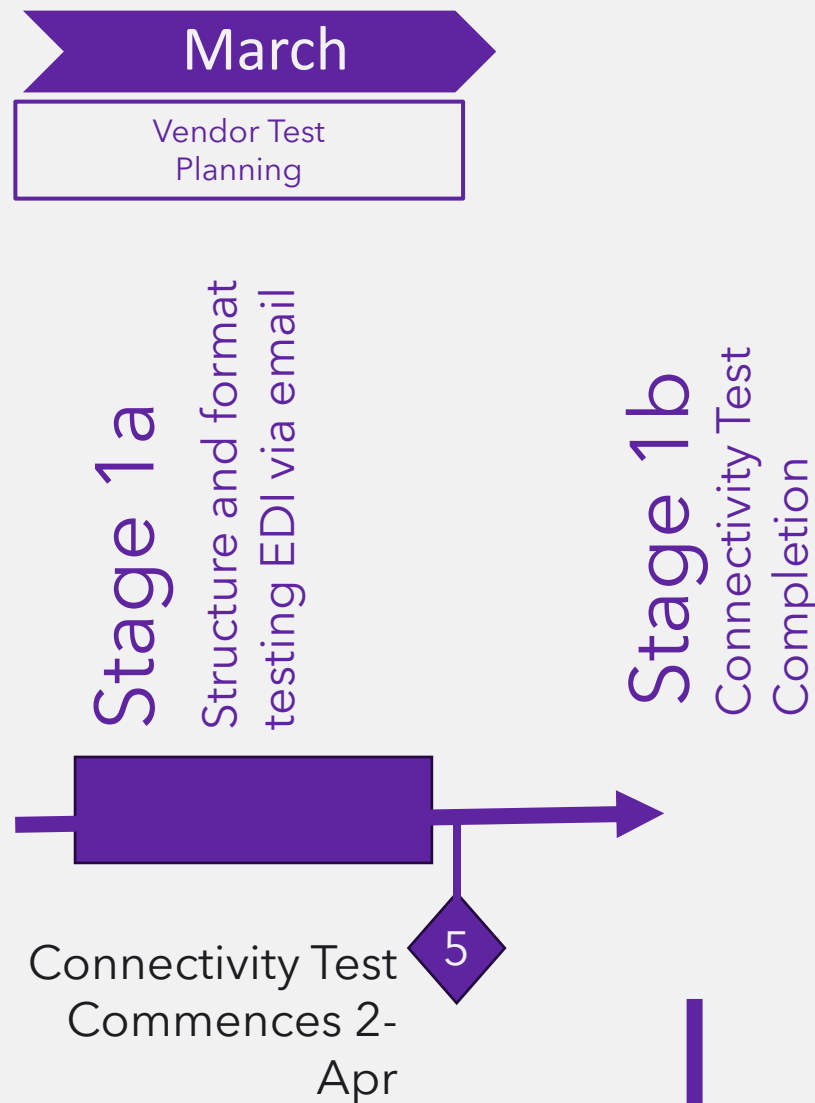 March
Vendor Test
Planning
Stage 1a
Structure and format
testing EDI via email
Stage 1b
Connectivity Test
Completion
5
Connectivity Test
Commences 2-
Apr